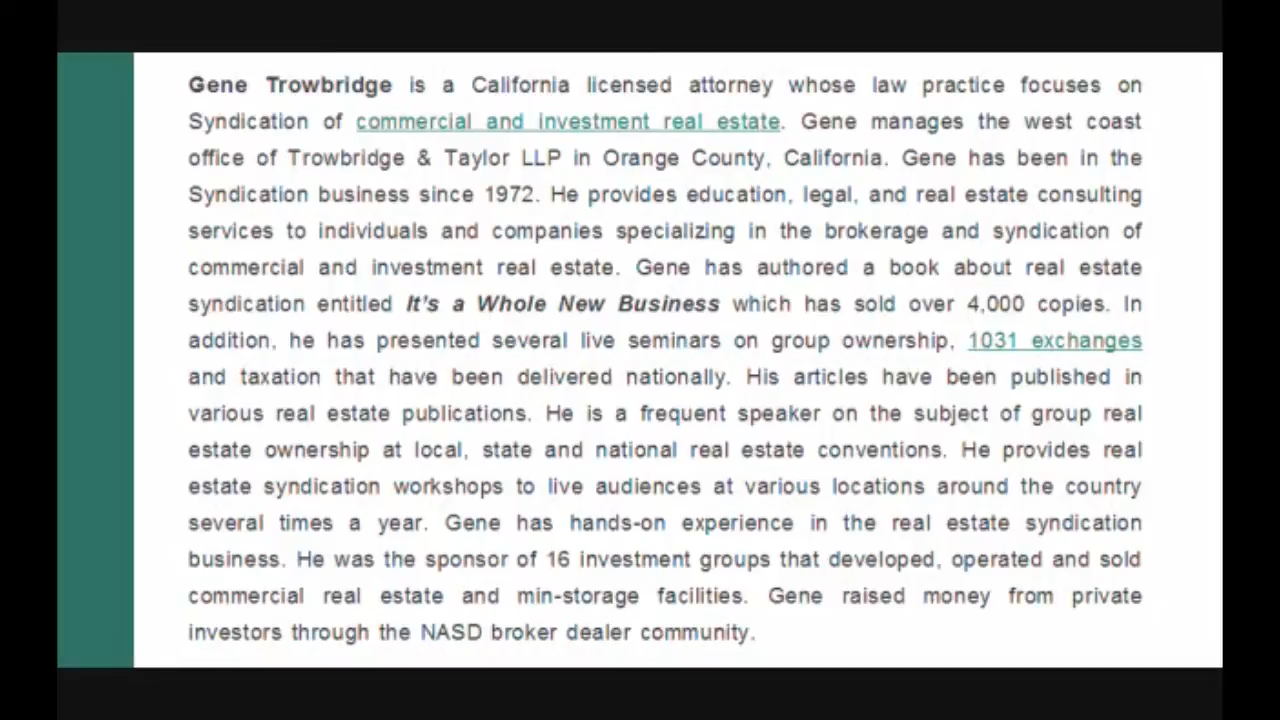 Gene Trowbridge is a California licensed attorney whose law practice focuses on
Syndication of commercial and investment real estate. Gene manages the west coast
office of Trowbridge & Taylor LLP in Orange County, California. Gene has been in the
Syndication business since 1972. He provides education, legal, and real estate consulting
services to individuals and companies specializing in the brokerage and syndication of
commercial and investment real estate. Gene has authored a book about real estate
syndication entitled It's a Whole New Business which has sold over 4,000 copies. In
addition, he has presented several live seminars on group ownership, 1031 exchanges
and taxation that have been delivered nationally. His articles have been published in
various real estate publications. He is a frequent speaker on the subject of group real
estate ownership at local, state and national real estate conventions. He provides real
estate syndication workshops to live audiences at various locations around the country
several times a year. Gene has hands-on experience in the real estate syndication
business. He was the sponsor of 16 investment groups that developed, operated and sold
commercial real estate and min-storage facilities. Gene raised money from private
investors through the NASD broker dealer community.